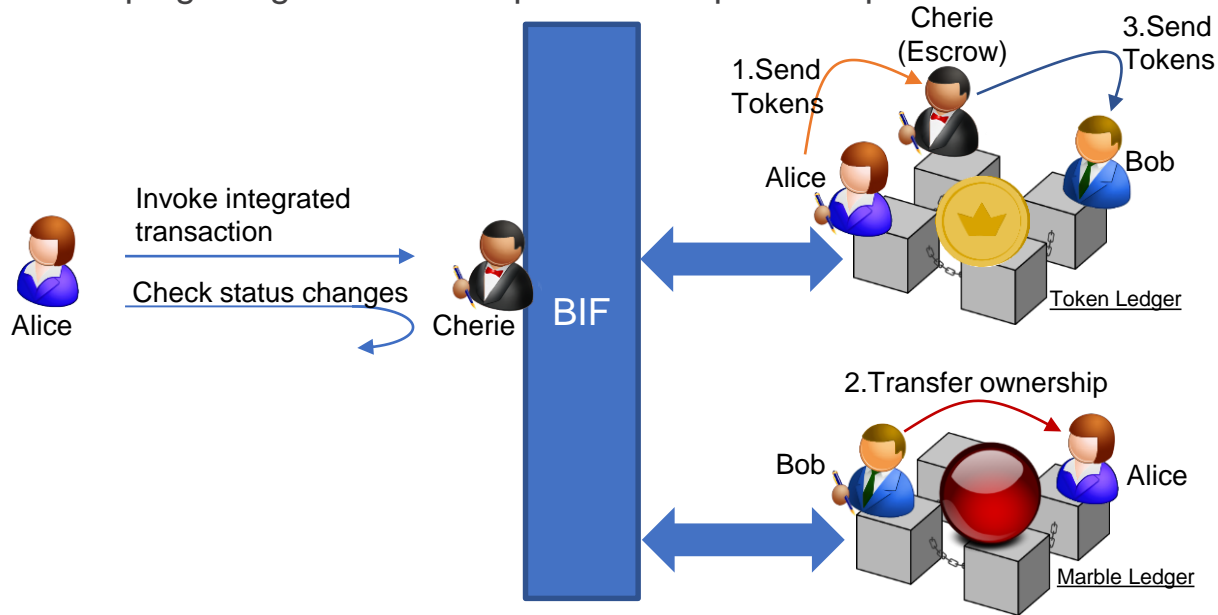 Cherie
(Escrow)
3.Send
Tokens
1.Send
Tokens
Alice
Bob
Invoke integrated
transaction
Check status changes
Alice
Cherie
BIF
Token Ledger
2.Transfer ownership
Bob
Alice
Marble Ledger